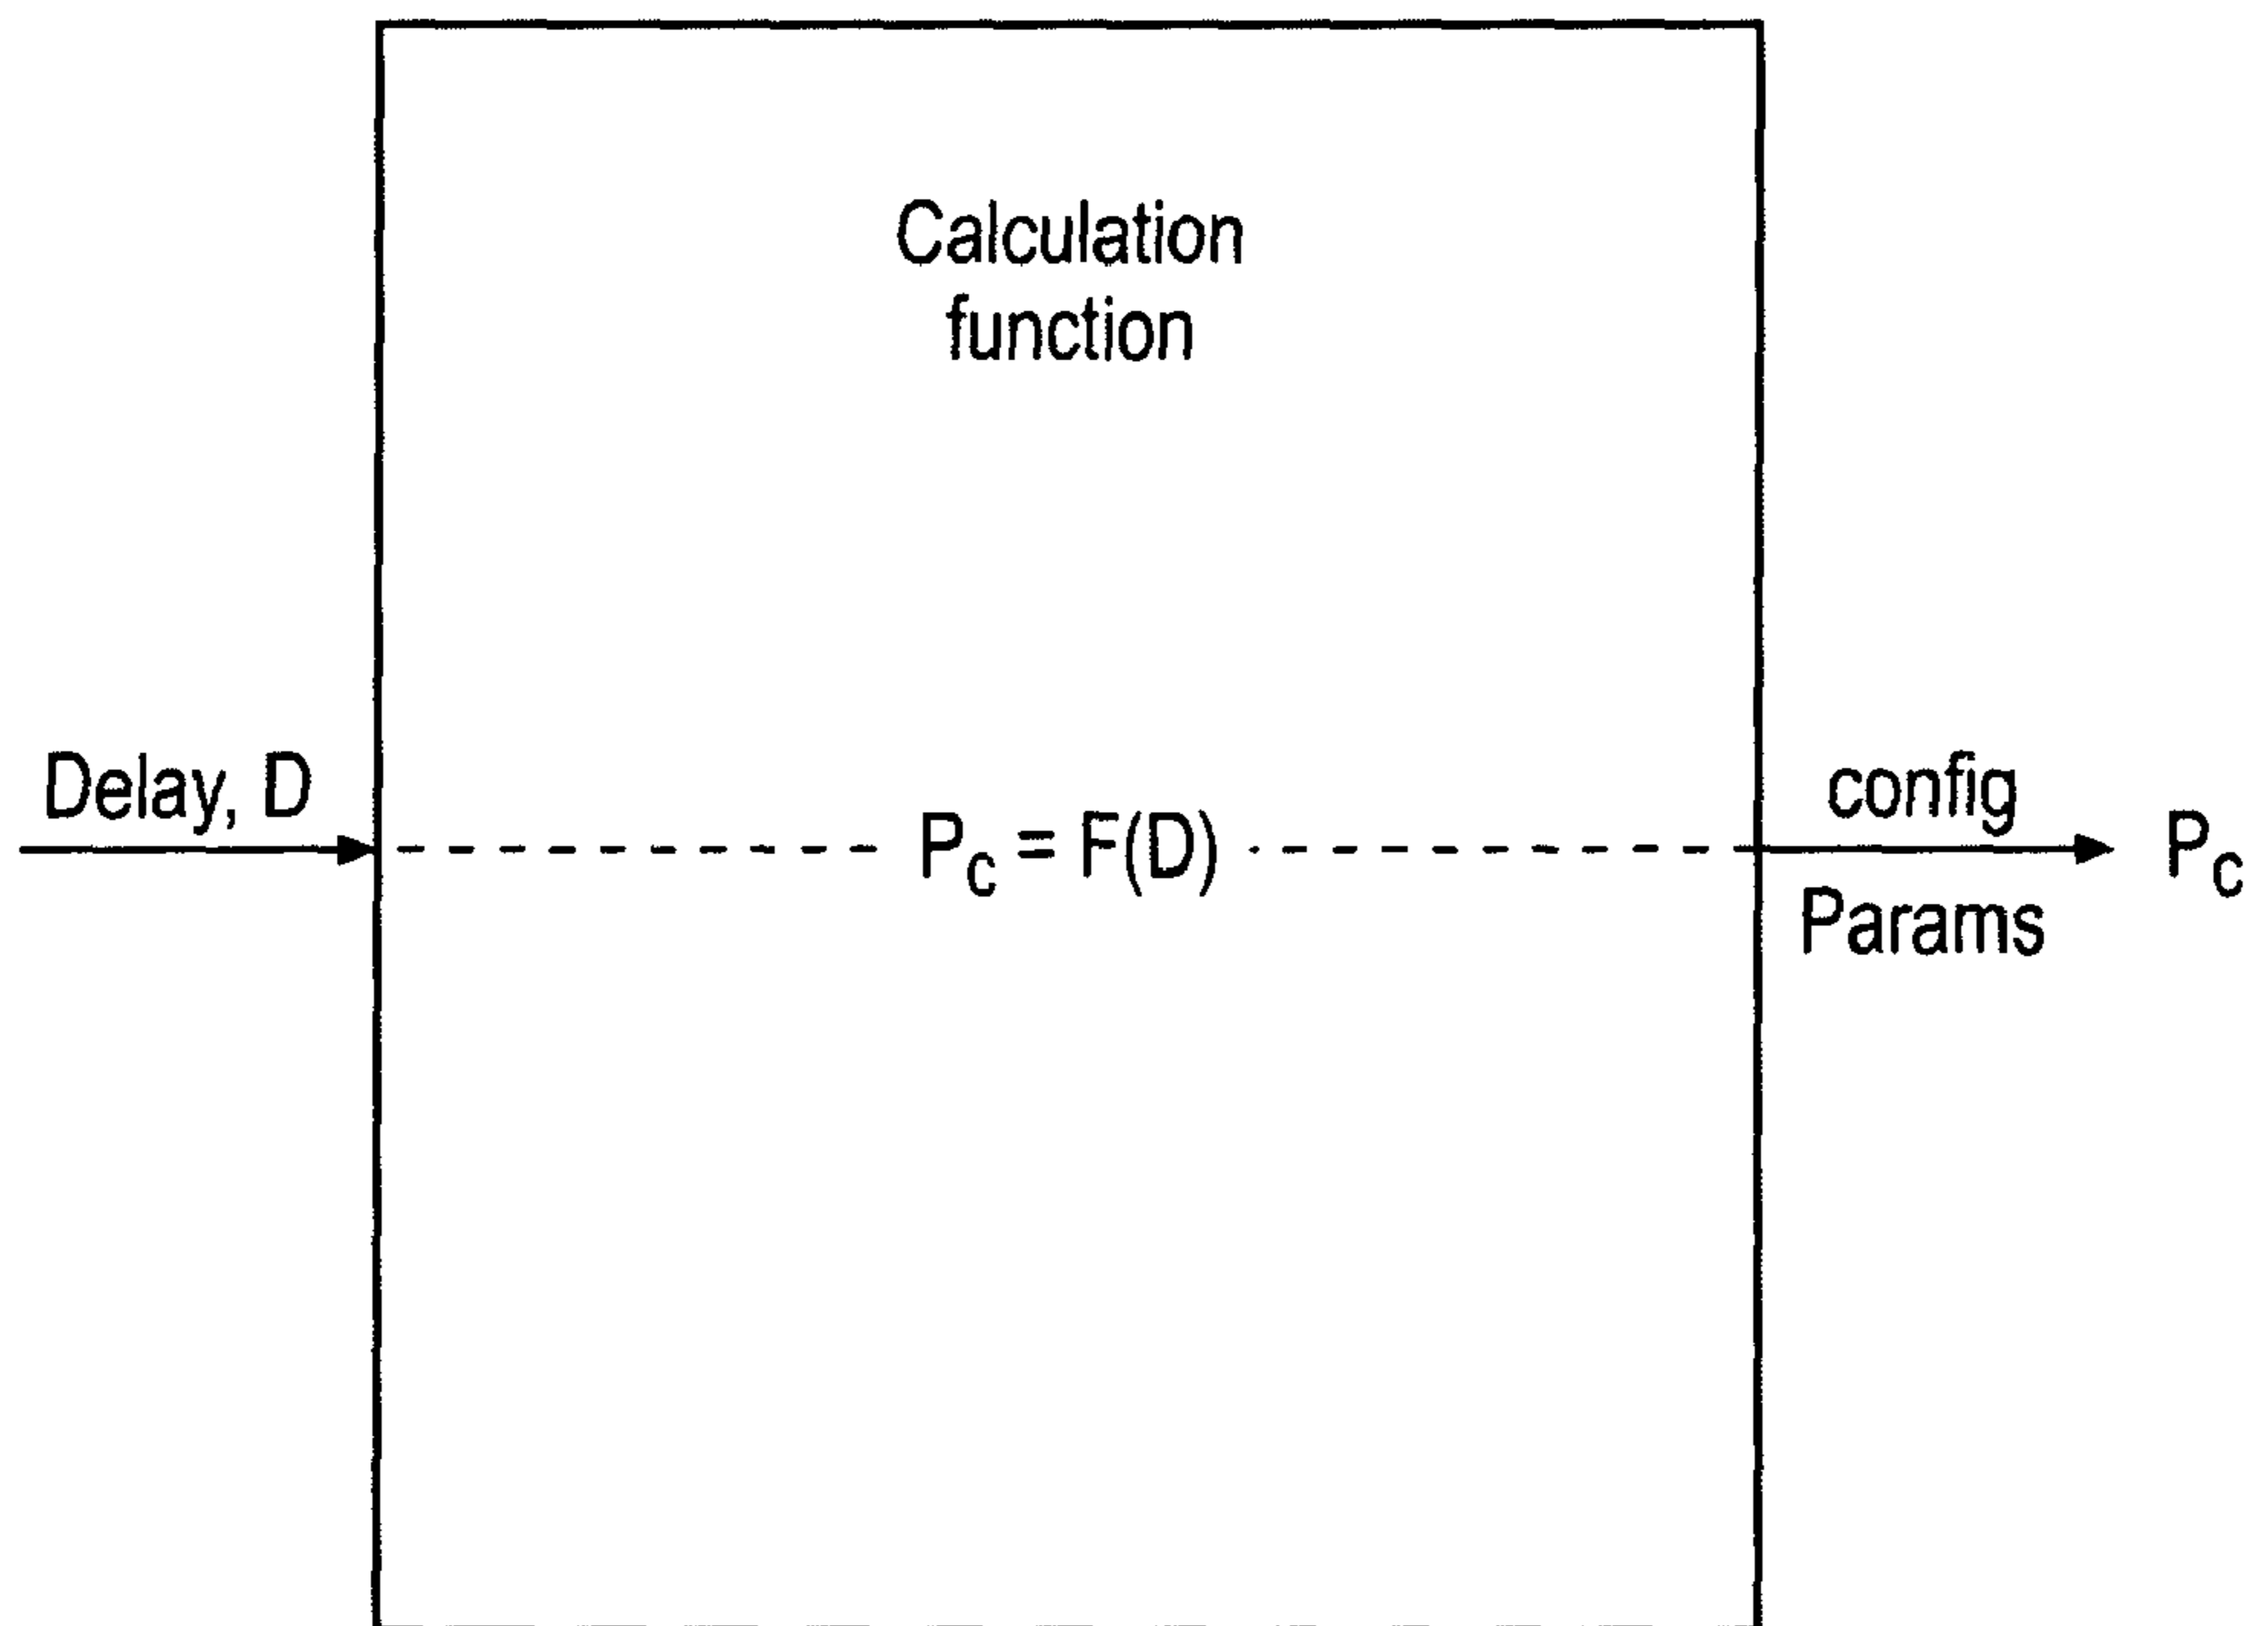 Calculation
function
Delay, D
P_c = F(D)
config
Params
P_c